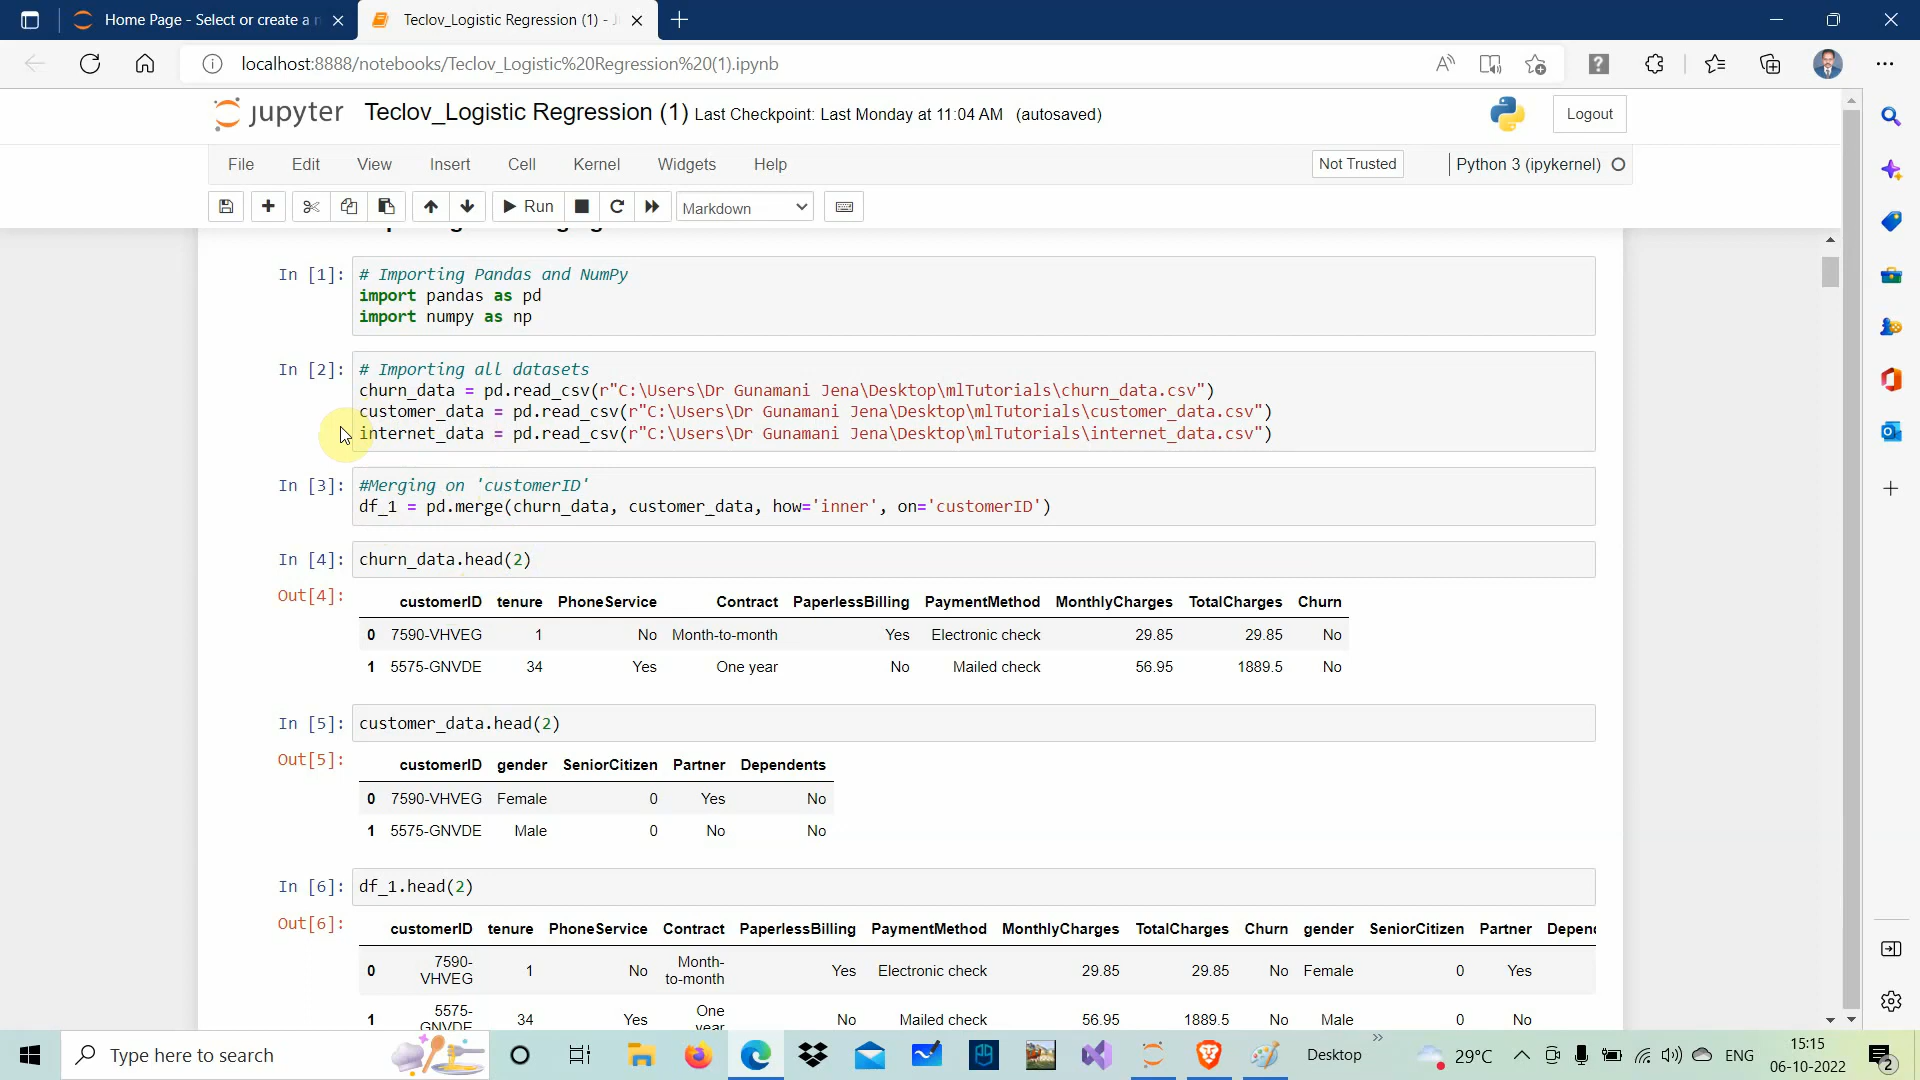 Home Page - Select or create a n
Teclov_Logistic Regression (1) - J
localhost:8888/notebooks/Teclov_Logistic%20Regression%20(1).ipynb
jupyter Teclov_Logistic Regression (1) Last Checkpoint: Last Monday at 11:04 AM (autosaved)
Logout
File Edit View Insert Cell Kernel Widgets Help
Not Trusted
Python 3 (ipykernel)
Run
Markdown
In [1]: # Importing Pandas and NumPy
import pandas as pd
import numpy as np
In [2]: # Importing all datasets
churn_data = pd.read_csv(r"C:\Users\Dr Gunamani Jena\Desktop\mlTutorials\churn_data.csv")
customer_data = pd.read_csv(r"C:\Users\Dr Gunamani Jena\Desktop\mlTutorials\customer_data.csv")
internet_data = pd.read_csv(r"C:\Users\Dr Gunamani Jena\Desktop\mlTutorials\internet_data.csv")
In [3]: #Merging on 'customerID'
df_1 = pd.merge(churn_data, customer_data, how='inner', on='customerID')
In [4]: churn_data.head(2)
Out[4]:
customerID tenure PhoneService Contract PaperlessBilling PaymentMethod MonthlyCharges TotalCharges Churn
0 7590-VHVEG 1 No Month-to-month Yes Electronic check 29.85 29.85 No
1 5575-GNVDE 34 Yes One year No Mailed check 56.95 1889.5 No
In [5]: customer_data.head(2)
Out[5]:
customerID gender SeniorCitizen Partner Dependents
0 7590-VHVEG Female 0 Yes No
1 5575-GNVDE Male 0 No No
In [6]: df_1.head(2)
Out[6]:
customerID tenure PhoneService Contract PaperlessBilling PaymentMethod MonthlyCharges TotalCharges Churn gender SeniorCitizen Partner Depen
0 7590-VHVEG 1 No Month-to-month Yes Electronic check 29.85 29.85 No Female 0 Yes
1 5575-GNVDE 34 Yes One year No Mailed check 56.95 1889.5 No Male 0 No
Type here to search
Desktop
29°C
ENG
15:15
06-10-2022
2